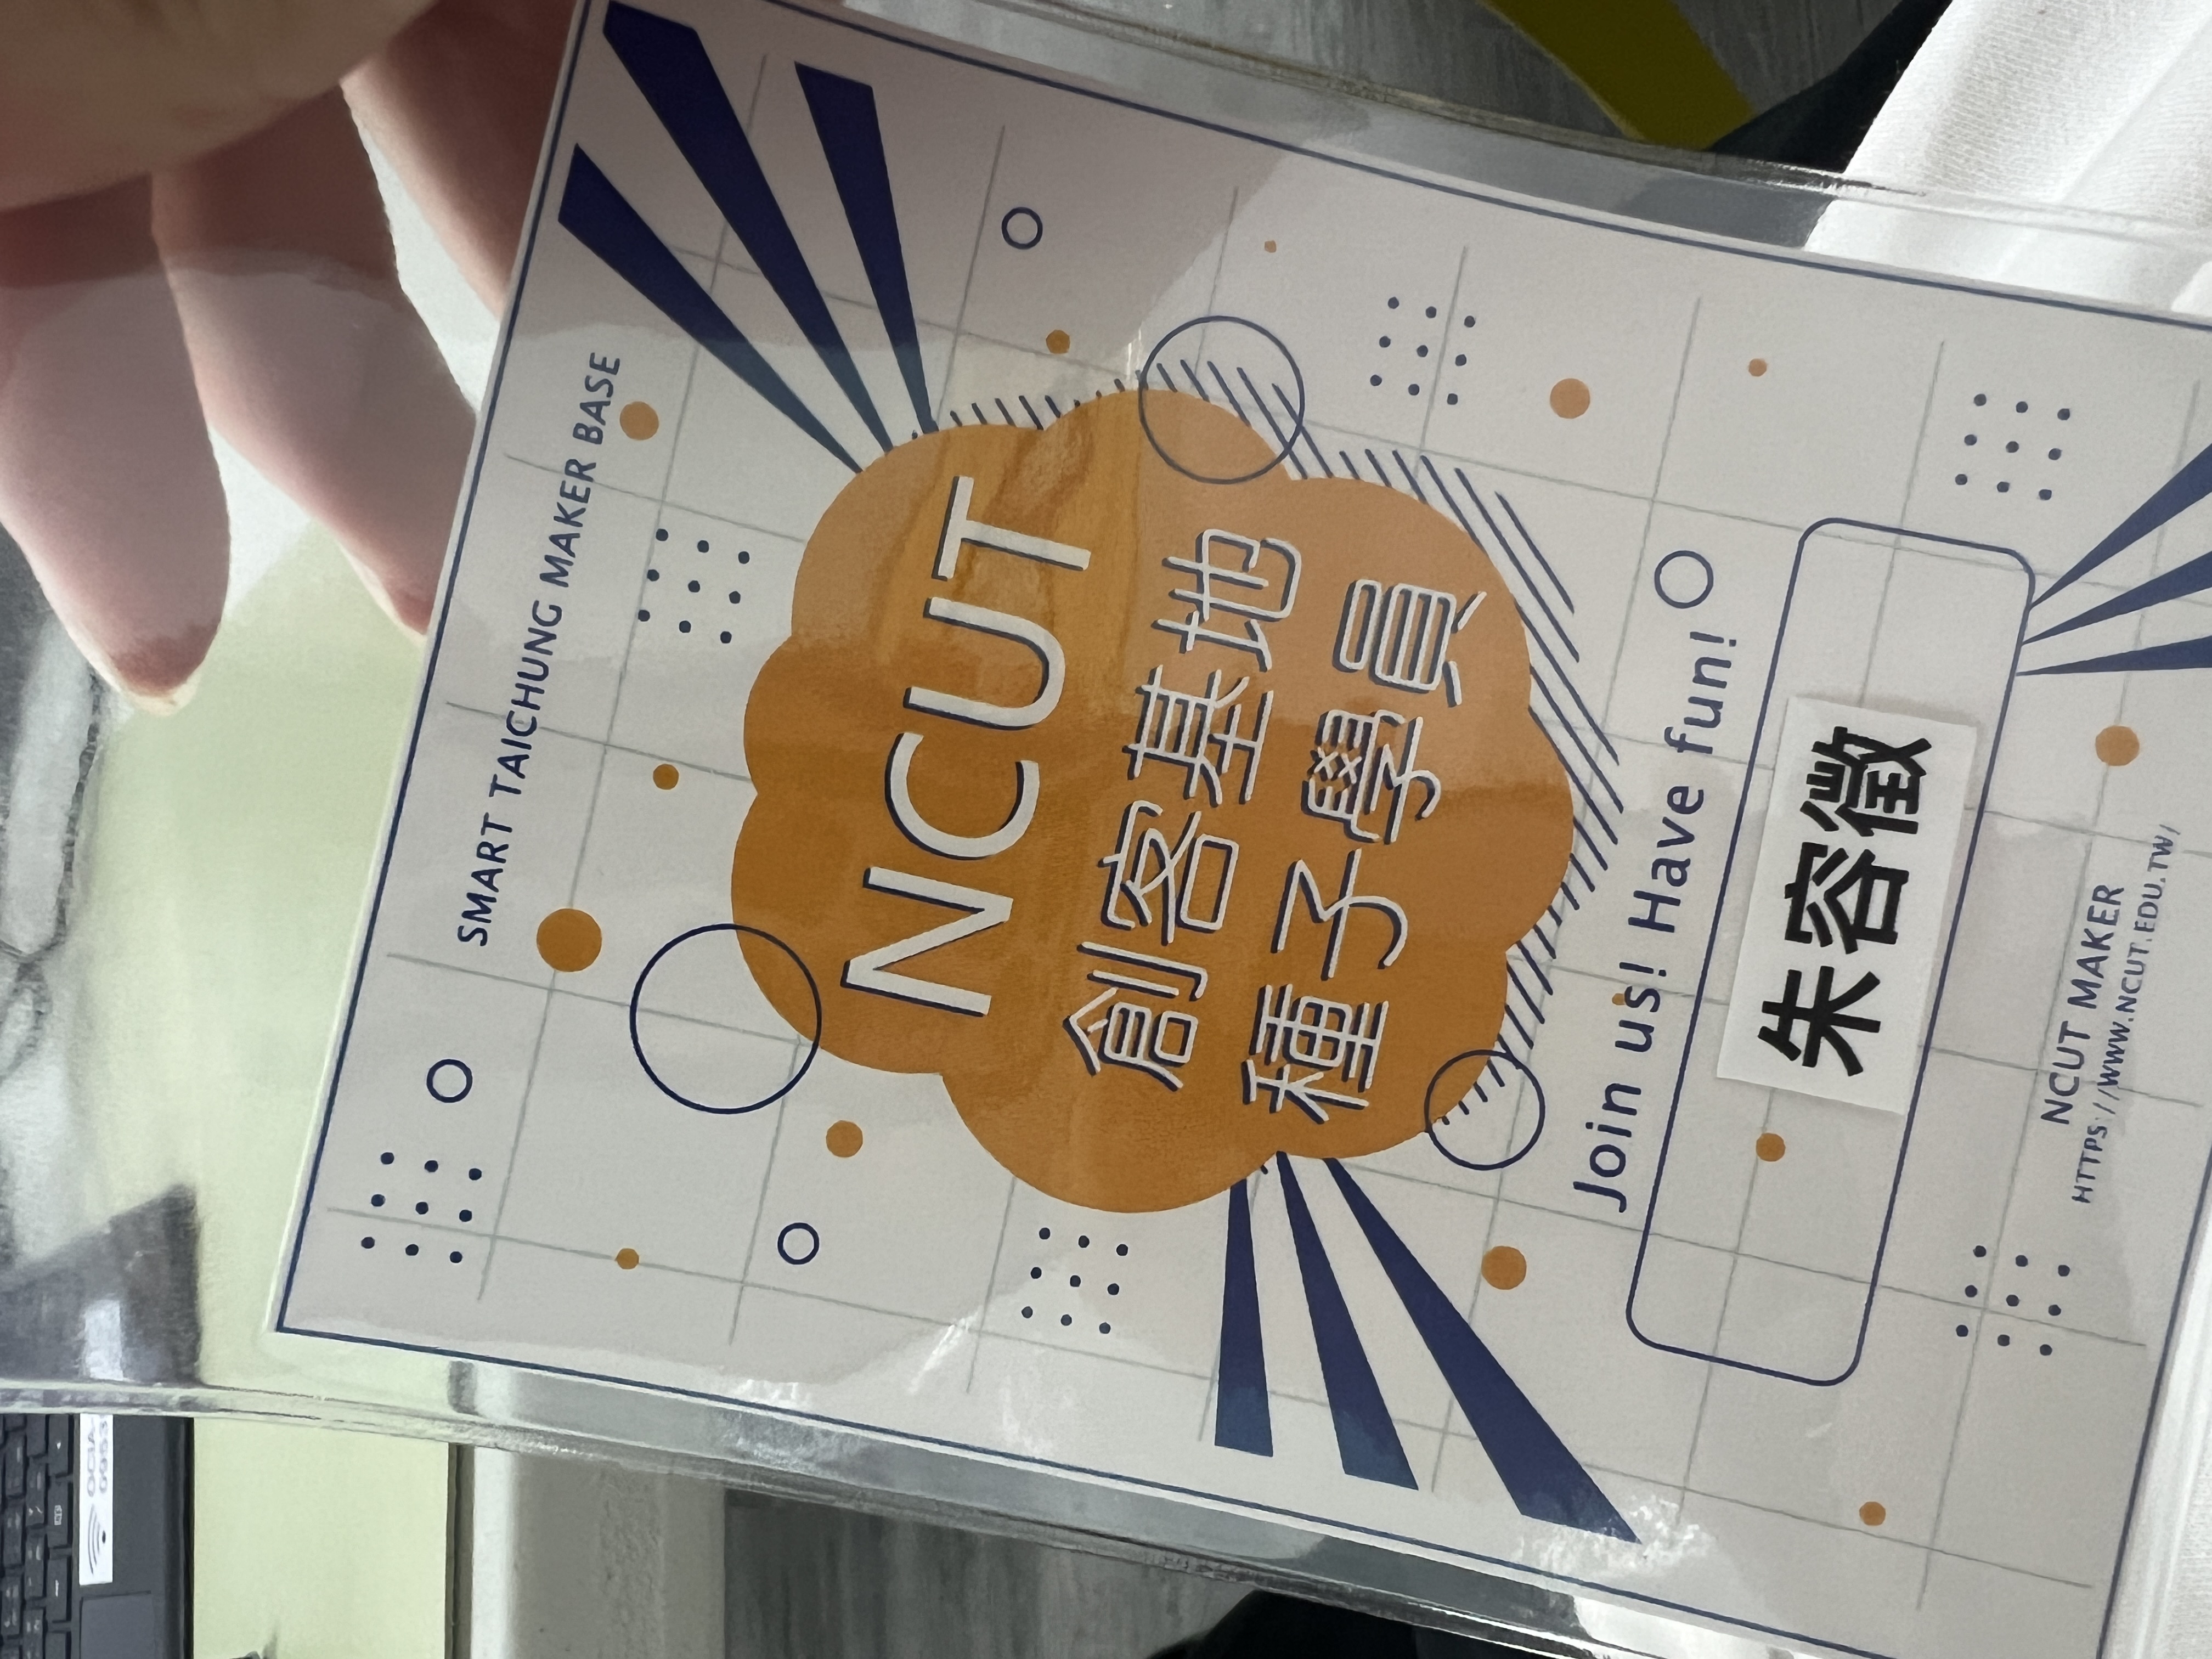 SMART TAICHUNG MAKER BASE
NCUT
創客基地
種子學員
Join us! Have fun!
朱容徵
NCUT MAKER
HTTPS://WWW.NCUT.EDU.TW/